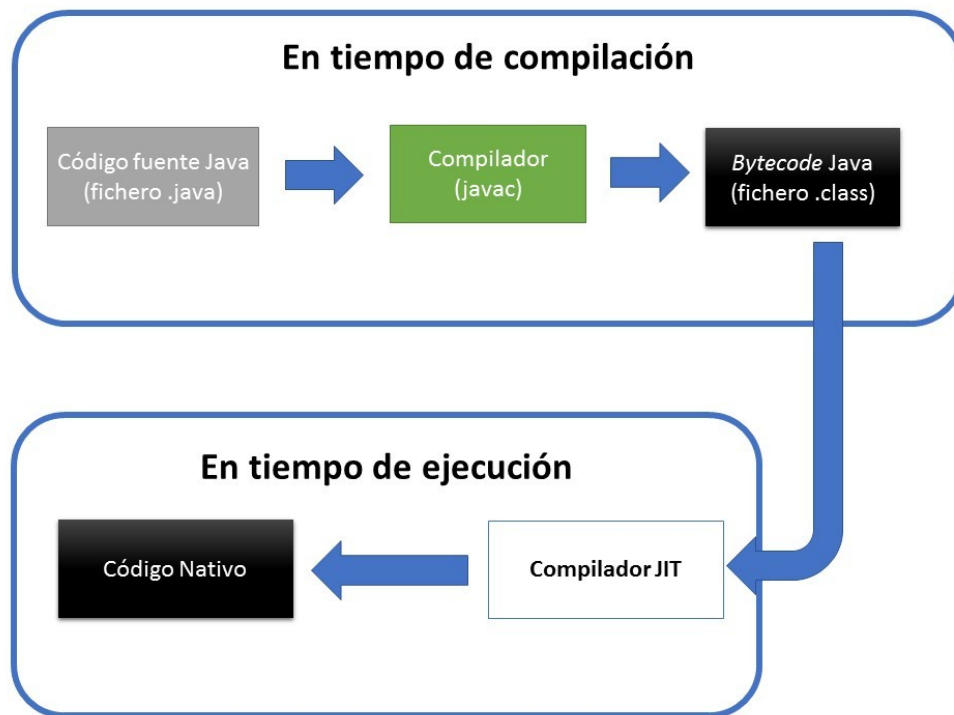 En tiempo de compilación
Código fuente Java
(fichero .java)
Compilador
(javac)
Bytecode Java
(fichero .class)
En tiempo de ejecución
Código Nativo
Compilador JIT